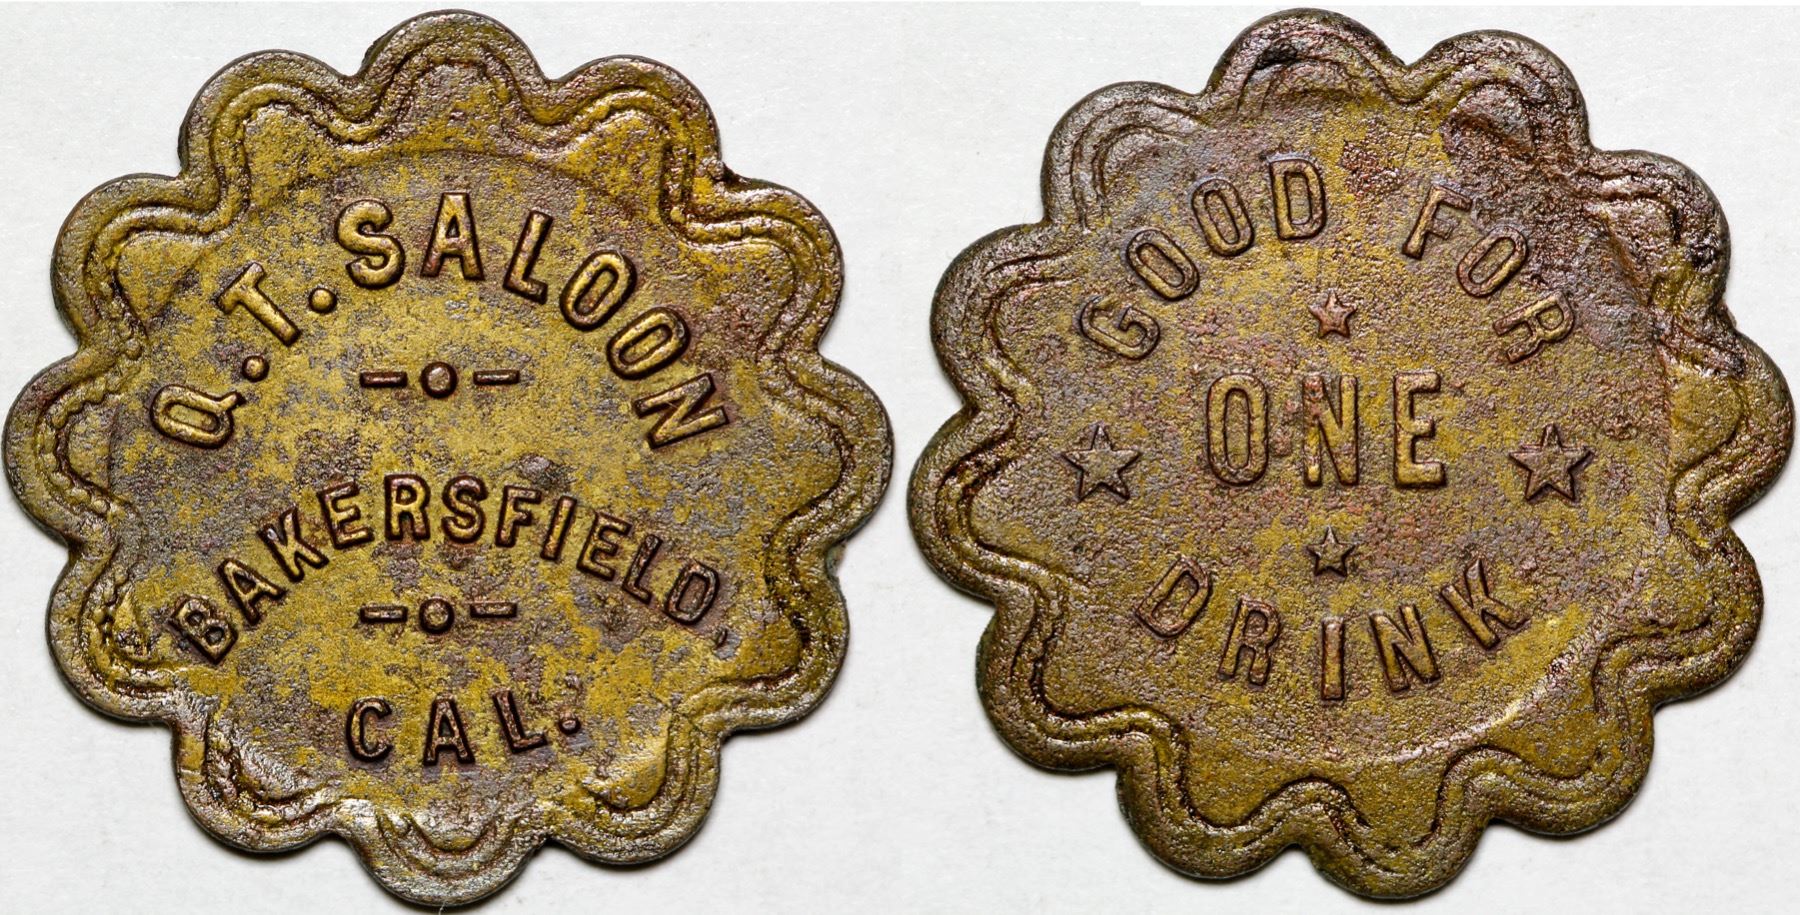 Q.T. SALOON
BAKERSFIELD,
CAL.
GOOD FOR
ONE
DRINK